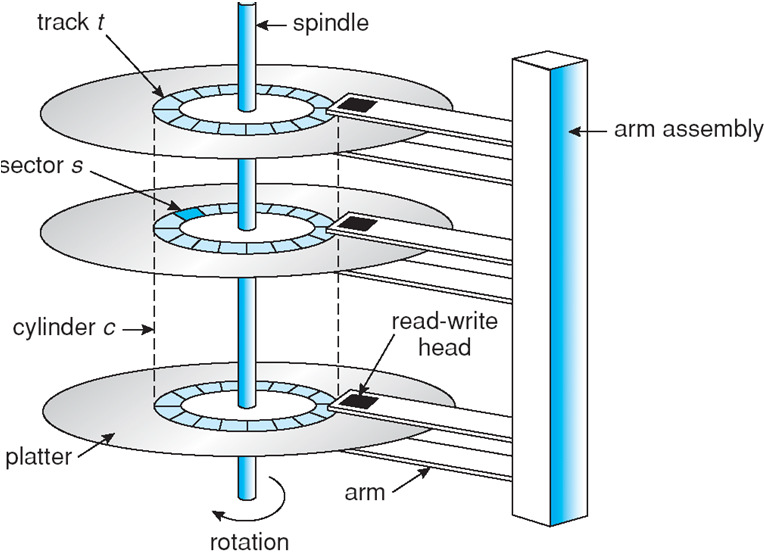 track t
spindle
arm assembly
sector s
cylinder c
read-write
head
platter
arm
rotation